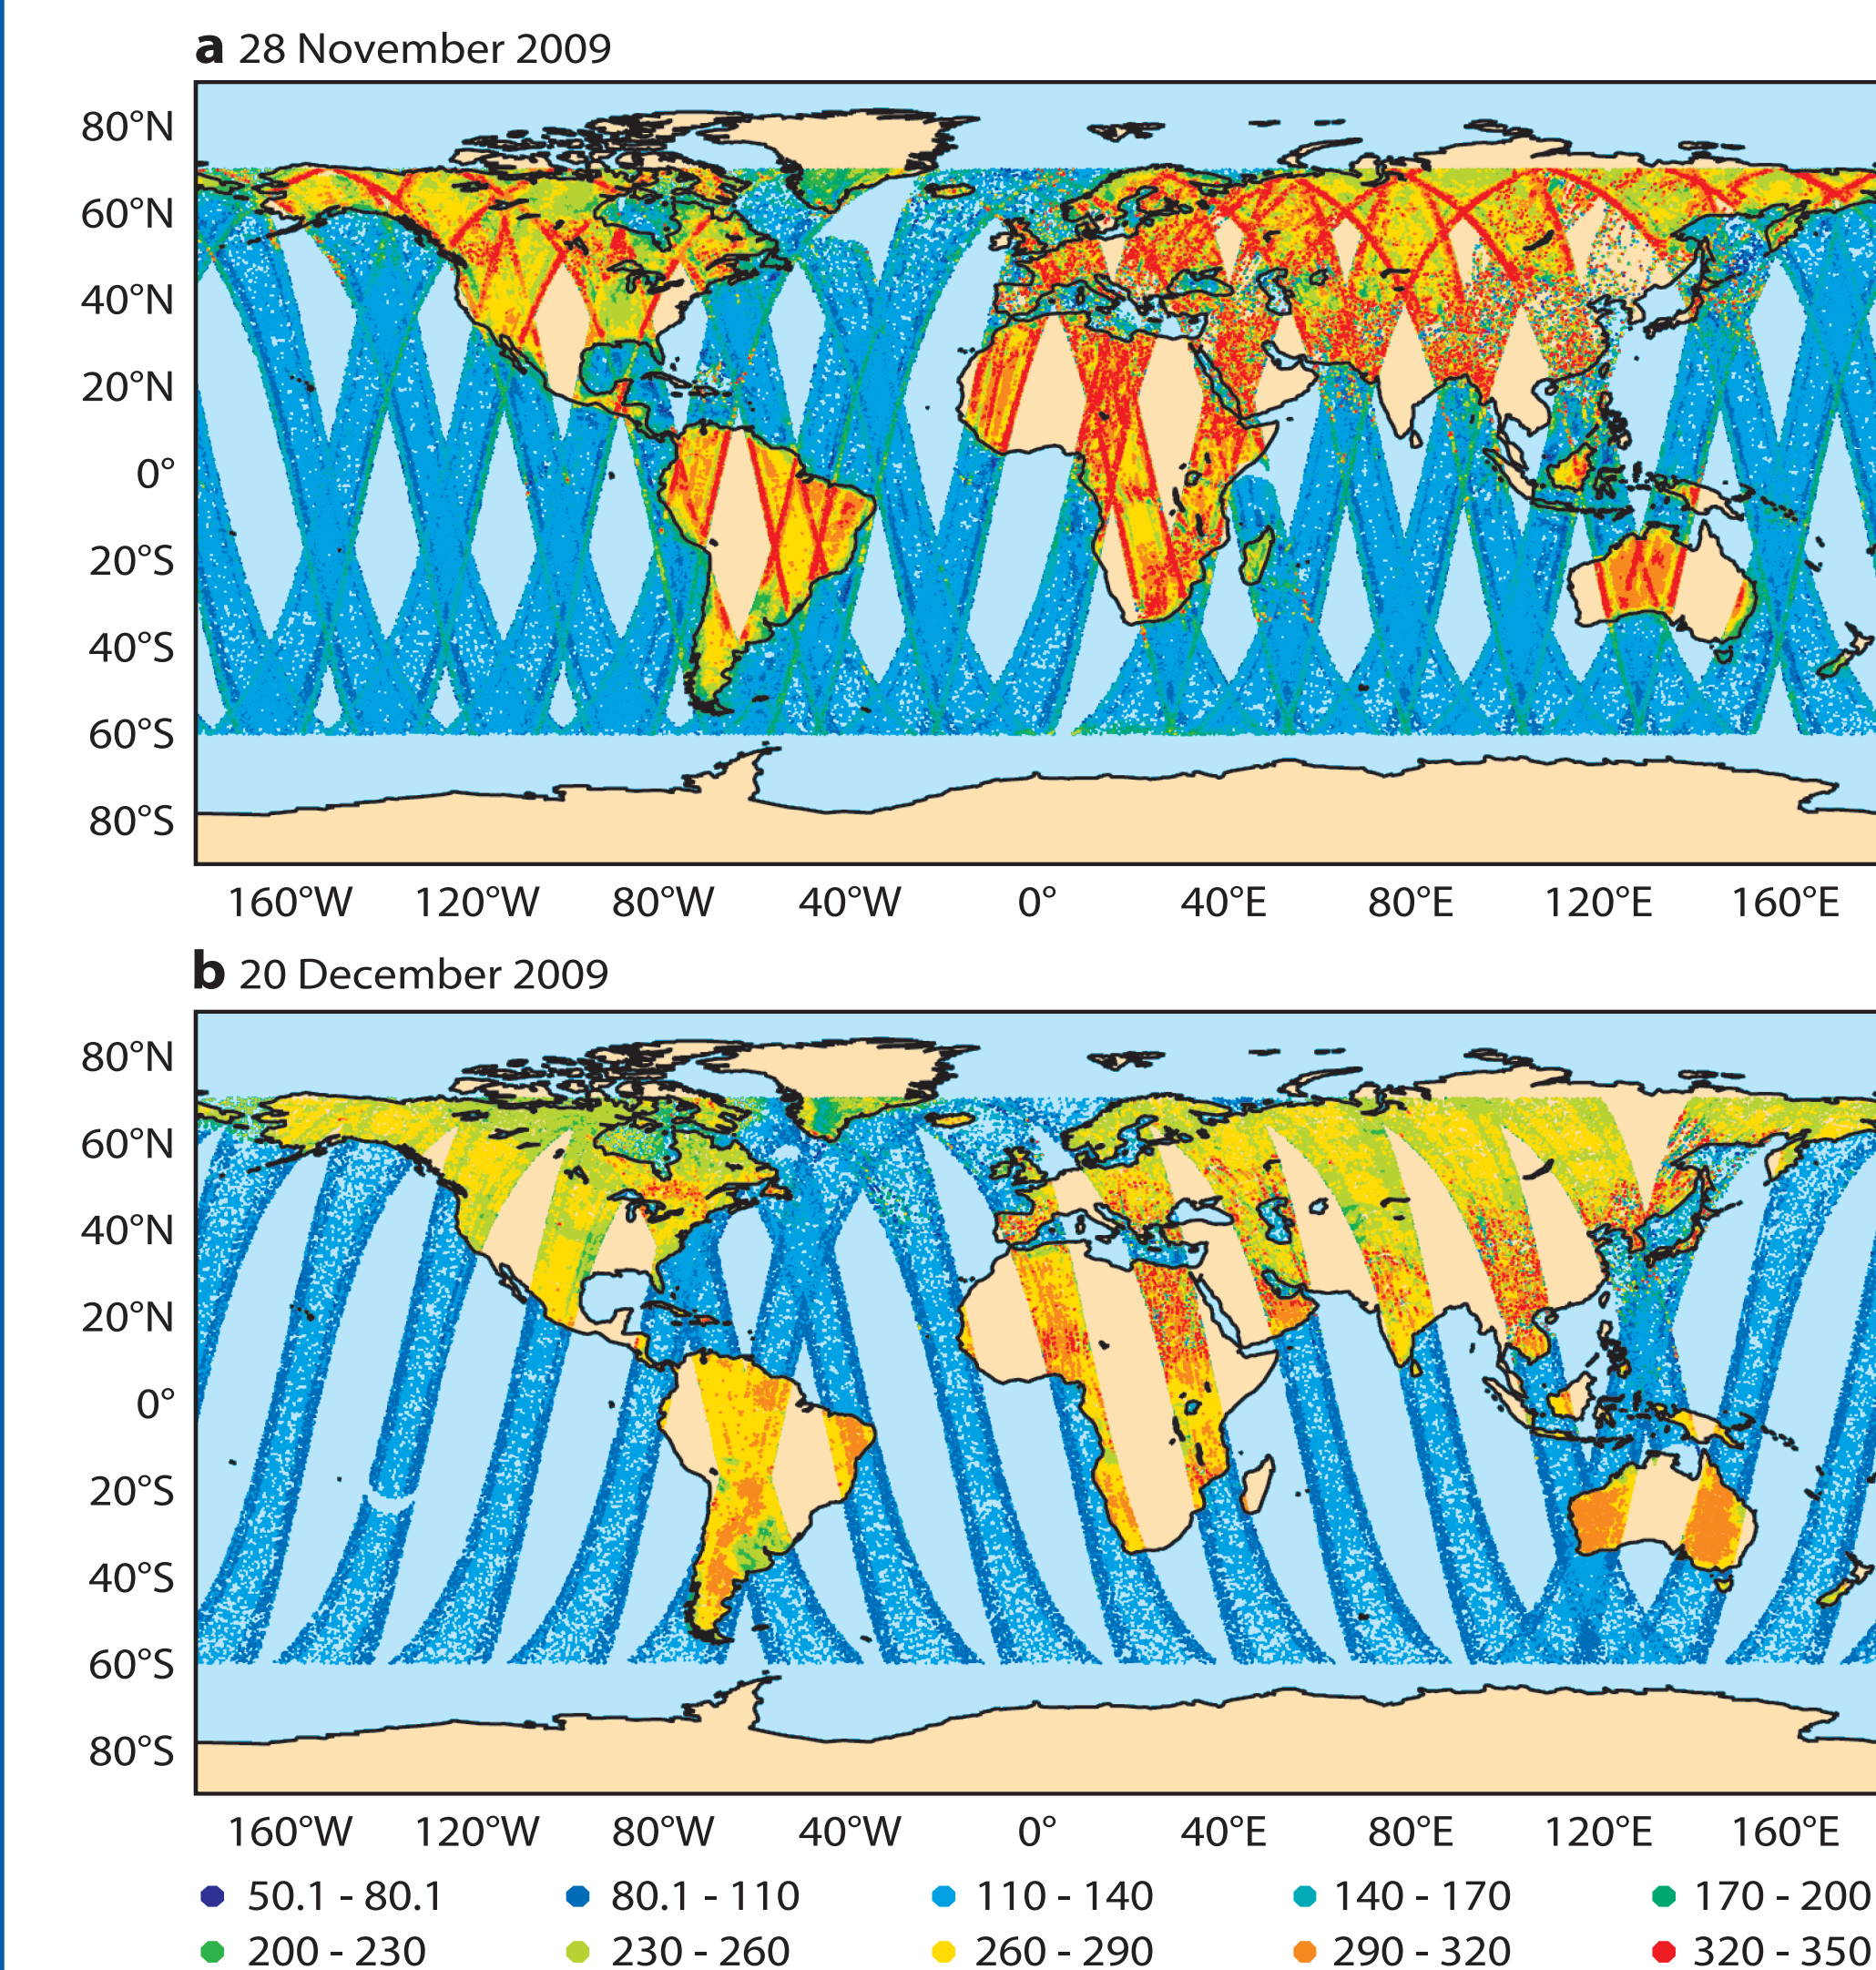 a 28 November 2009
80°N
60°N
40°N
20°N
0°
20°S
40°S
60°S
80°S
160°W 120°W 80°W 40°W 0° 40°E 80°E 120°E 160°E
b 20 December 2009
80°N
60°N
40°N
20°N
0°
20°S
40°S
60°S
80°S
160°W 120°W 80°W 40°W 0° 40°E 80°E 120°E 160°E
50.1 - 80.1 80.1 - 110 110 - 140 140 - 170 170 - 200
200 - 230 230 - 260 260 - 290 290 - 320 320 - 350